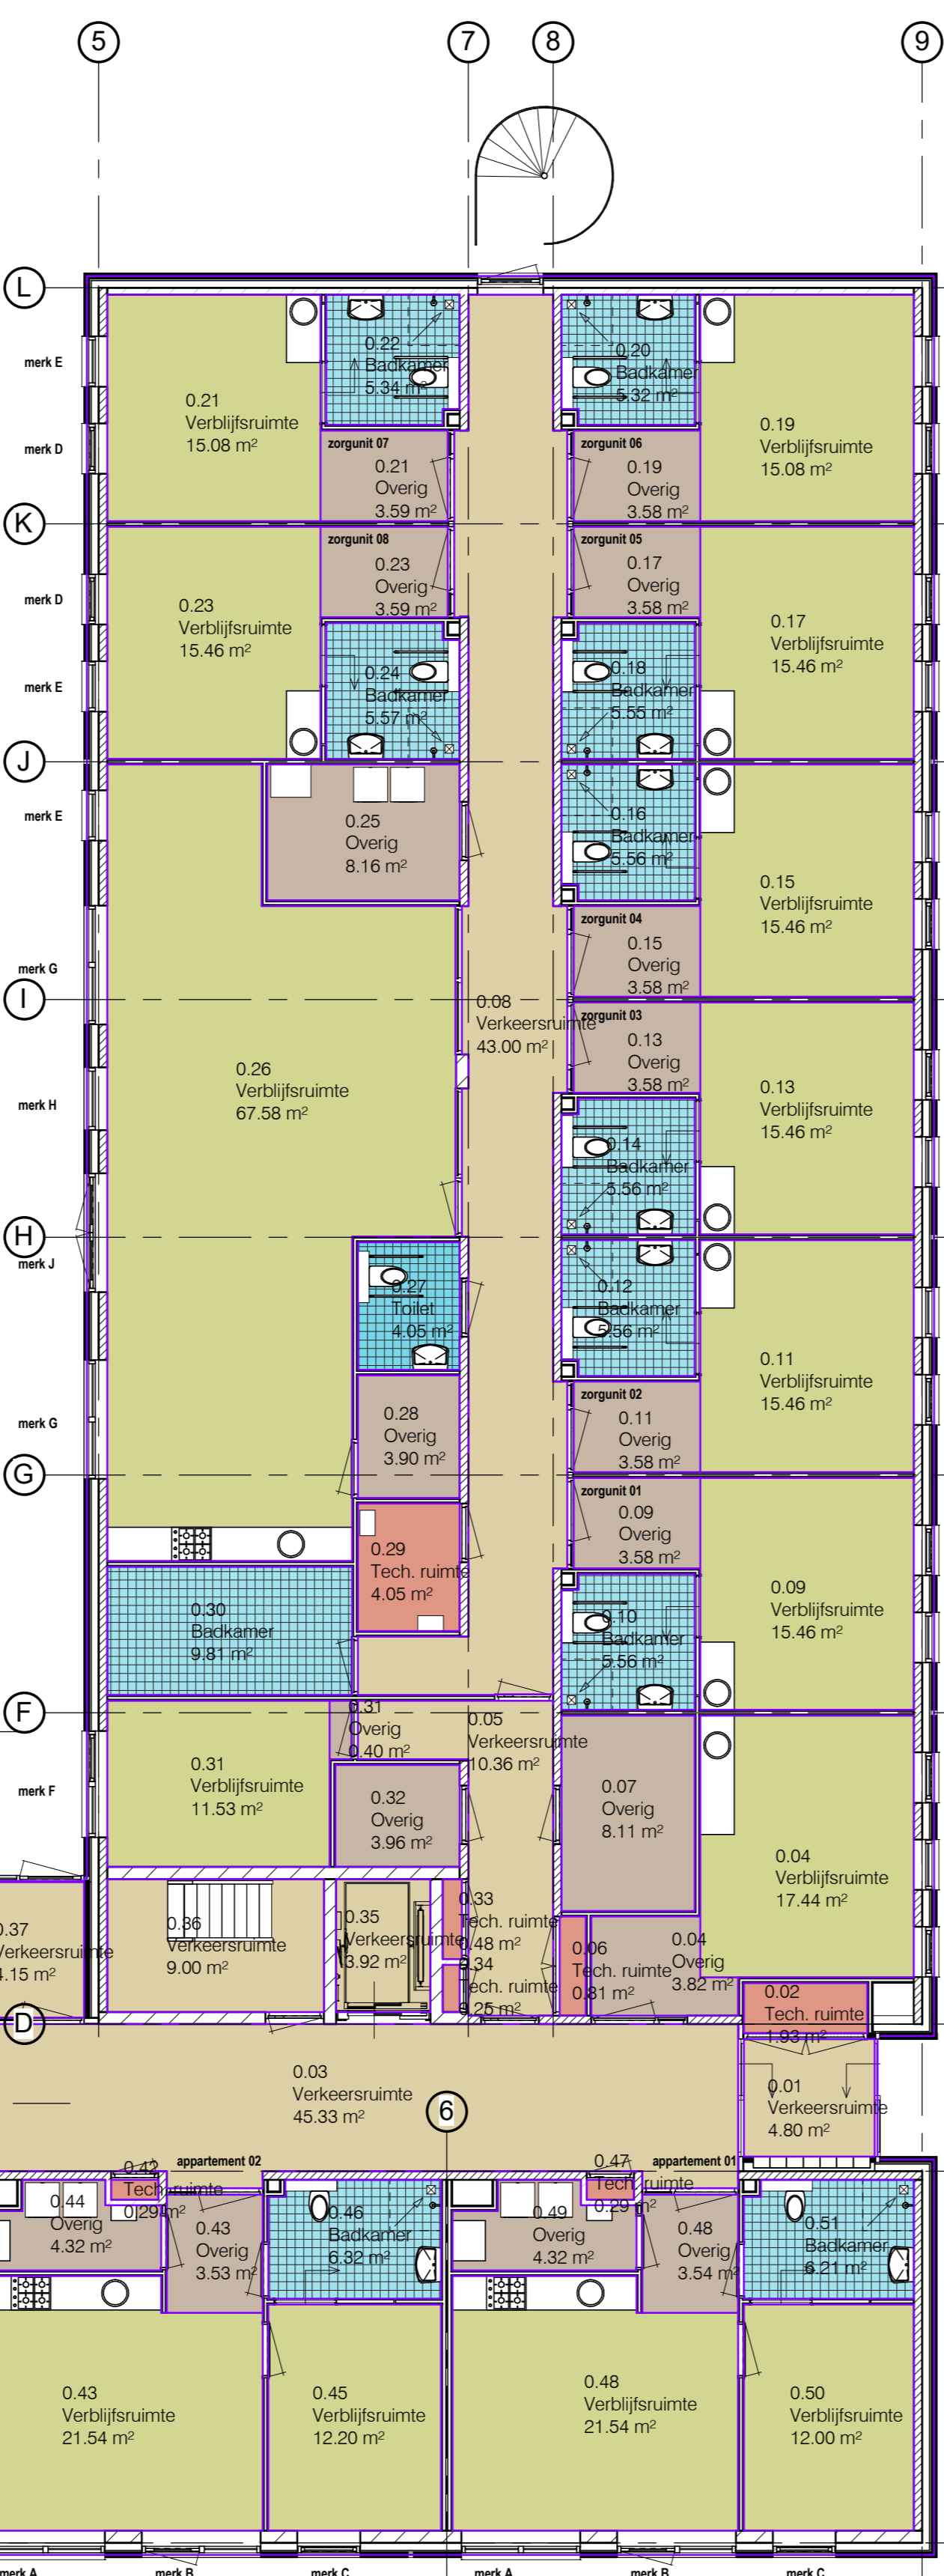 5
7
8
9
L
merk E
0.22
Badkamer
5.34 m²
0.20
Badkamer
5.32 m²
0.21
Verblijfsruimte
15.08 m²
0.19
Verblijfsruimte
15.08 m²
merk D
zorgunit 07
zorgunit 06
0.21
Overig
3.59 m²
0.19
Overig
3.58 m²
K
zorgunit 08
zorgunit 05
0.23
Overig
3.59 m²
0.17
Overig
3.58 m²
merk D
0.23
Verblijfsruimte
15.46 m²
0.17
Verblijfsruimte
15.46 m²
merk E
0.24
Badkamer
5.57 m²
0.18
Badkamer
5.55 m²
J
merk E
0.25
Overig
8.16 m²
0.16
Badkamer
5.56 m²
0.15
Verblijfsruimte
15.46 m²
zorgunit 04
0.15
Overig
3.58 m²
merk G
I
0.08
Verkeersruimte
43.00 m²
zorgunit 03
0.13
Overig
3.58 m²
0.26
Verblijfsruimte
67.58 m²
0.13
Verblijfsruimte
15.46 m²
merk H
0.14
Badkamer
5.56 m²
H
merk J
0.27
Toilet
4.05 m²
0.12
Badkamer
5.56 m²
0.11
Verblijfsruimte
15.46 m²
zorgunit 02
0.28
Overig
3.90 m²
0.11
Overig
3.58 m²
merk G
G
zorgunit 01
0.09
Overig
3.58 m²
0.29
Tech. ruimte
4.05 m²
0.09
Verblijfsruimte
15.46 m²
0.30
Badkamer
9.81 m²
0.10
Badkamer
5.56 m²
F
0.31
Overig
0.40 m²
0.05
Verkeersruimte
10.36 m²
0.31
Verblijfsruimte
11.53 m²
merk F
0.32
Overig
3.96 m²
0.07
Overig
8.11 m²
0.04
Verblijfsruimte
17.44 m²
0.37
Verkeersruimte
4.15 m²
0.36
Verkeersruimte
9.00 m²
0.35
Verkeersruimte
3.92 m²
0.33
Tech. ruimte
0.48 m²
0.34
Tech. ruimte
0.25 m²
0.06
Tech. ruimte
0.81 m²
0.04
Overig
3.82 m²
0.02
Tech. ruimte
1.93 m²
D
0.03
Verkeersruimte
45.33 m²
0.01
Verkeersruimte
4.80 m²
6
appartement 02
appartement 01
0.42
Tech. ruimte
0.29 m²
0.47
Tech. ruimte
0.29 m²
0.44
Overig
4.32 m²
0.43
Overig
3.53 m²
0.46
Badkamer
6.32 m²
0.49
Overig
4.32 m²
0.48
Overig
3.54 m²
0.51
Badkamer
6.21 m²
0.43
Verblijfsruimte
21.54 m²
0.45
Verblijfsruimte
12.20 m²
0.48
Verblijfsruimte
21.54 m²
0.50
Verblijfsruimte
12.00 m²
merk A
merk B
merk C
merk A
merk B
merk C